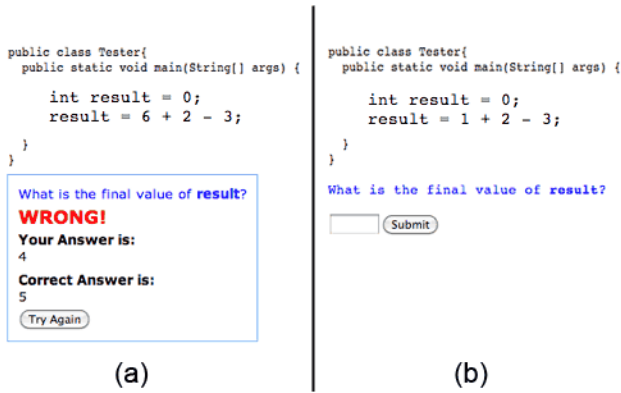 public class Tester{
public static void main(String[] args) {
int result = 0;
result = 6 + 2 - 3;
}
}
What is the final value of result?
WRONG!
Your Answer is:
4
Correct Answer is:
5
Try Again
(a)
public class Tester{
public static void main(String[] args) {
int result = 0;
result = 1 + 2 - 3;
}
}
What is the final value of result?
Submit
(b)